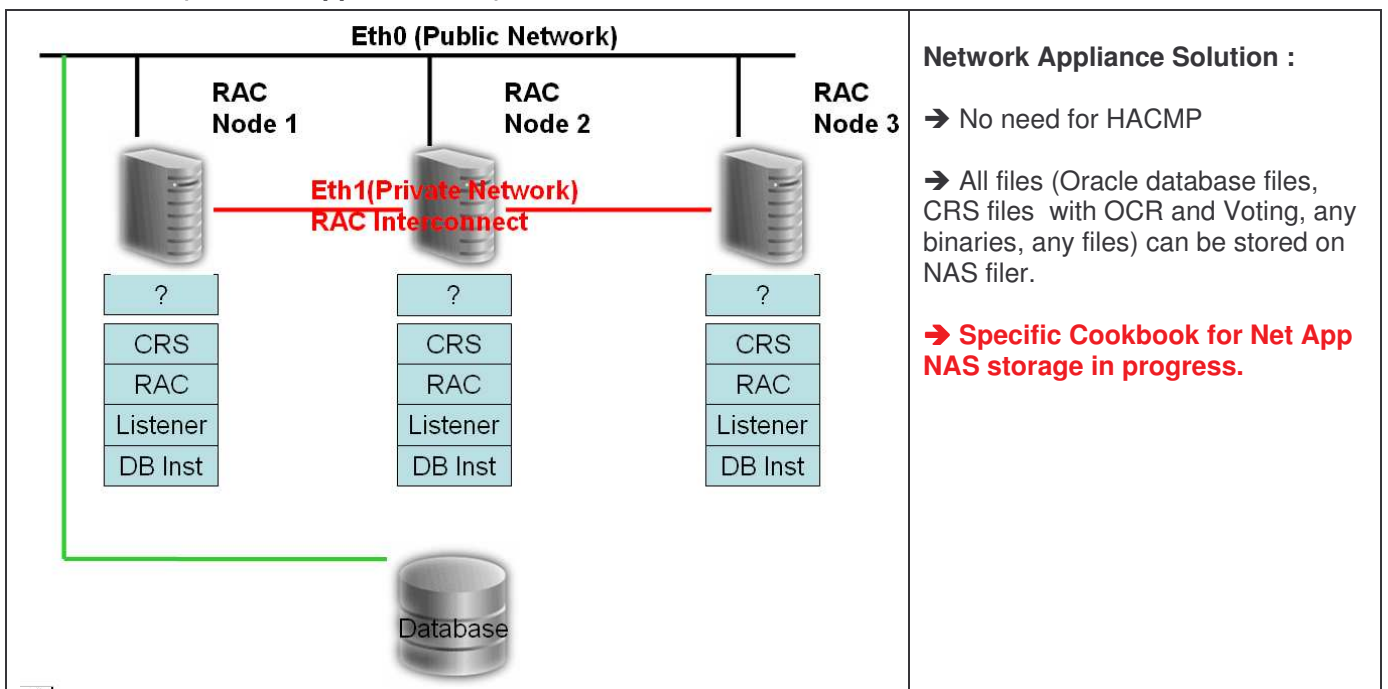 Eth0 (Public Network)
RAC
Node 1
RAC
Node 2
RAC
Node 3
Eth1(Private Network)
RAC Interconnect
?
CRS
RAC
Listener
DB Inst
?
CRS
RAC
Listener
DB Inst
?
CRS
RAC
Listener
DB Inst
Database
Network Appliance Solution :
➔ No need for HACMP
➔ All files (Oracle database files,
CRS files with OCR and Voting, any
binaries, any files) can be stored on
NAS filer.
➔ Specific Cookbook for Net App
NAS storage in progress.